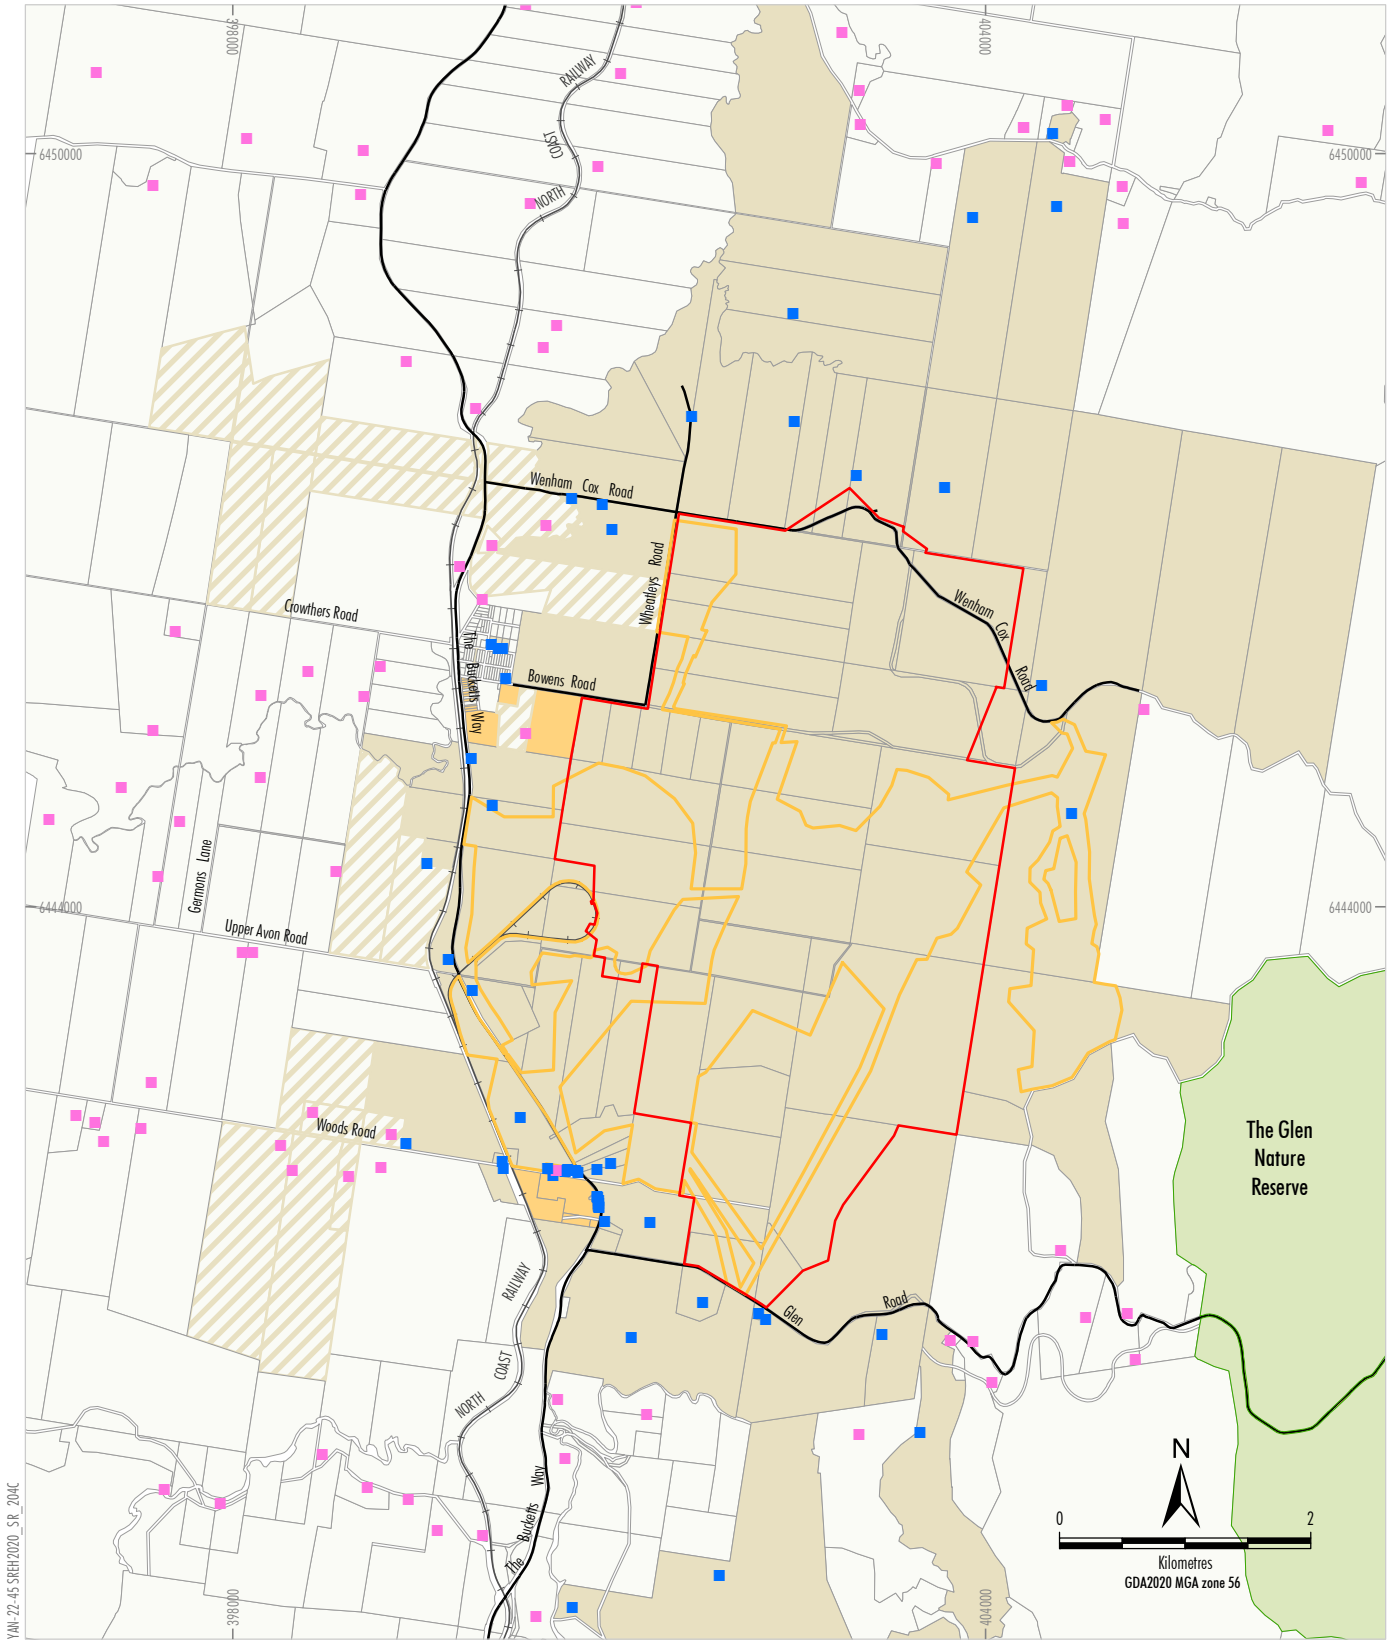 398000
404000
RAILWAY
COAST
NORTH
6450000
6450000
Wenham Cox Road
Wheatleys Road
Crowthers Road
Wenham Cox
Road
The Bucketts Way
Bowens Road
Germons Lane
6444000
6444000
Upper Avon Road
Woods Road
The Glen
Nature
Reserve
RAILWAY
COAST
NORTH
Glen
Road
The Bucketts Way
N
0
2
Kilometres
GDA2020 MGA zone 56
398000
404000
YAN-22-45 SREH2020_SR_204C